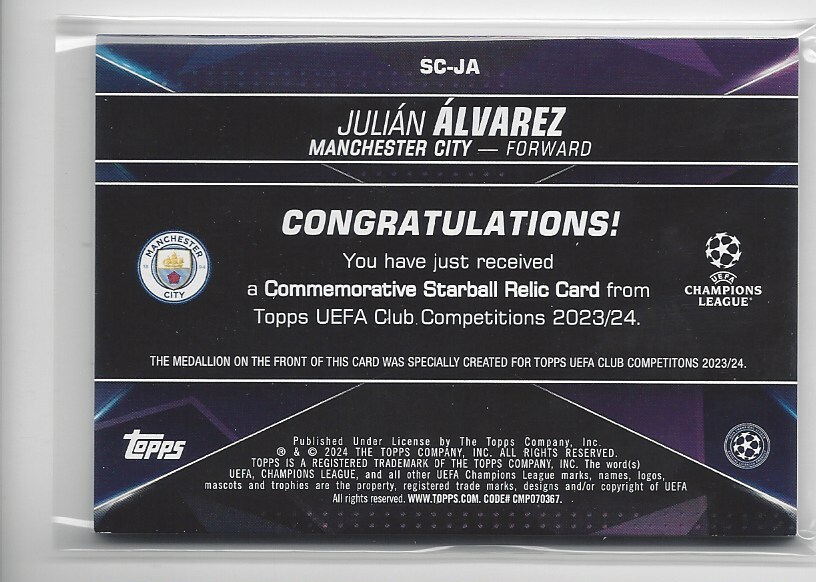 SC-JA
JULIÁN ÁLVAREZ
MANCHESTER CITY — FORWARD
CONGRATULATIONS!
You have just received
a Commemorative Starball Relic Card from
Topps UEFA Club Competitions 2023/24.
MANCHESTER
18 94
CITY
UEFA
CHAMPIONS
LEAGUE®
THE MEDALLION ON THE FRONT OF THIS CARD WAS SPECIALLY CREATED FOR TOPPS UEFA CLUB COMPETITONS 2023/24.
topps
Published Under License by The Topps Company, Inc.
® & © 2024 THE TOPPS COMPANY, INC. ALL RIGHTS RESERVED.
TOPPS IS A REGISTERED TRADEMARK OF THE TOPPS COMPANY, INC. The word(s)
UEFA, CHAMPIONS LEAGUE, and all other UEFA Champions League marks, names, logos,
mascots and trophies are the property, registered trade marks, designs and/or copyright of UEFA
All rights reserved. WWW.TOPPS.COM. CODE# CMP070367.